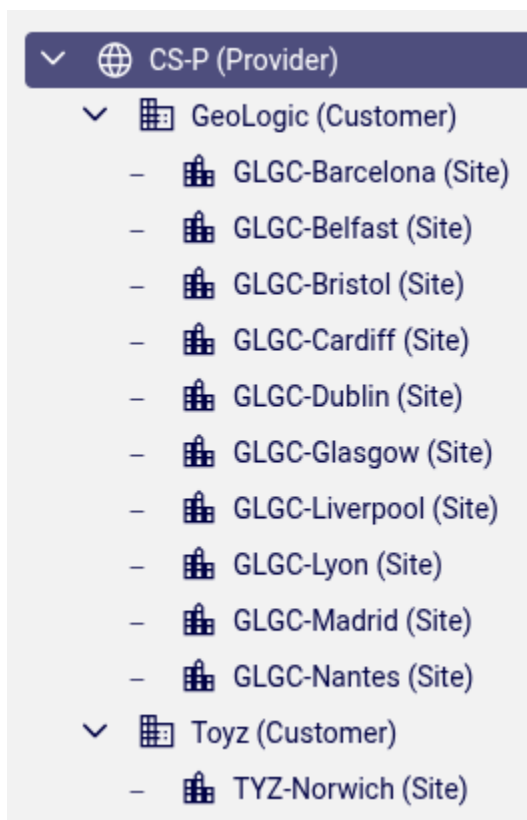 CS-P (Provider)
GeoLogic (Customer)
GLGC-Barcelona (Site)
GLGC-Belfast (Site)
GLGC-Bristol (Site)
GLGC-Cardiff (Site)
GLGC-Dublin (Site)
GLGC-Glasgow (Site)
GLGC-Liverpool (Site)
GLGC-Lyon (Site)
GLGC-Madrid (Site)
GLGC-Nantes (Site)
Toyz (Customer)
TYZ-Norwich (Site)